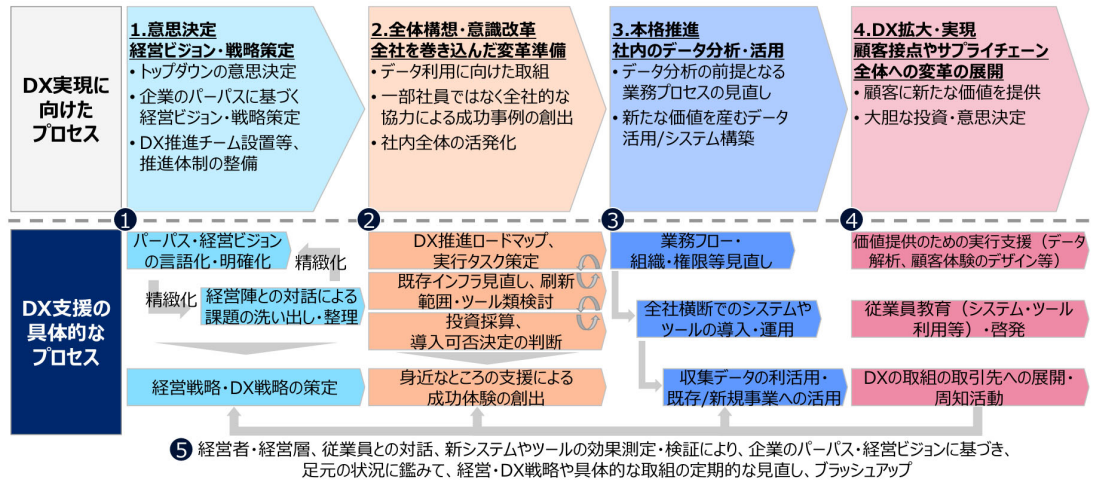 DX実現に
向けた
プロセス
1.意思決定
経営ビジョン・戦略策定
• トップダウンの意思決定
• 企業のパーパスに基づく
経営ビジョン・戦略策定
• DX推進チーム設置等、
推進体制の整備
2.全体構想・意識改革
全社を巻き込んだ変革準備
• データ利用に向けた取組
• 一部社員ではなく全社的な
協力による成功事例の創出
• 社内全体の活発化
3.本格推進
社内のデータ分析・活用
• データ分析の前提となる
業務プロセスの見直し
• 新たな価値を産むデータ
活用/システム構築
4.DX拡大・実現
顧客接点やサプライチェーン
全体への変革の展開
• 顧客に新たな価値を提供
• 大胆な投資・意思決定
DX支援の
具体的な
プロセス
1
パーパス・経営ビジョン
の言語化・明確化
精緻化
精緻化
経営陣との対話による
課題の洗い出し・整理
経営戦略・DX戦略の策定
2
DX推進ロードマップ、
実行タスク策定
既存インフラ見直し、刷新
範囲・ツール類検討
投資採算、
導入可否決定の判断
身近なところの支援による
成功体験の創出
3
業務フロー・
組織・権限等見直し
全社横断でのシステムや
ツールの導入・運用
収集データの利活用・
既存/新規事業への活用
4
価値提供のための実行支援（データ
解析、顧客体験のデザイン等）
従業員教育（システム・ツール
利用等）・啓発
DXの取組の取引先への展開・
周知活動
5 経営者・経営層、従業員との対話、新システムやツールの効果測定・検証により、企業のパーパス・経営ビジョンに基づき、
足元の状況に鑑みて、経営・DX戦略や具体的な取組の定期的な見直し、ブラッシュアップ